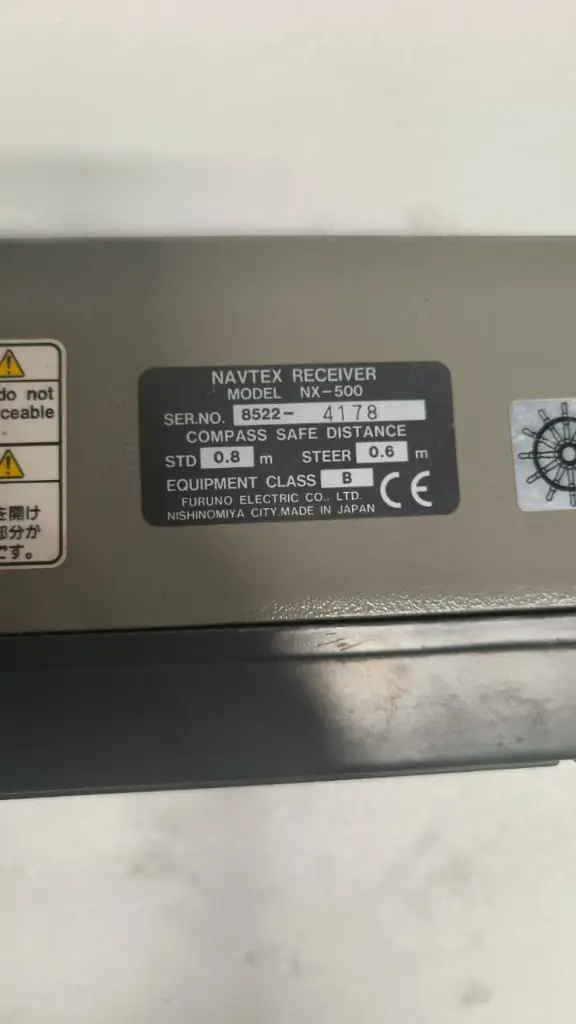 do not
ceable
を開け
部分が
です。
NAVTEX RECEIVER
MODEL NX-500
SER.NO. 8522- 4178
COMPASS SAFE DISTANCE
STD 0.8 m STEER 0.6 m
EQUIPMENT CLASS B
CE
FURUNO ELECTRIC CO., LTD.
NISHINOMIYA CITY.MADE IN JAPAN